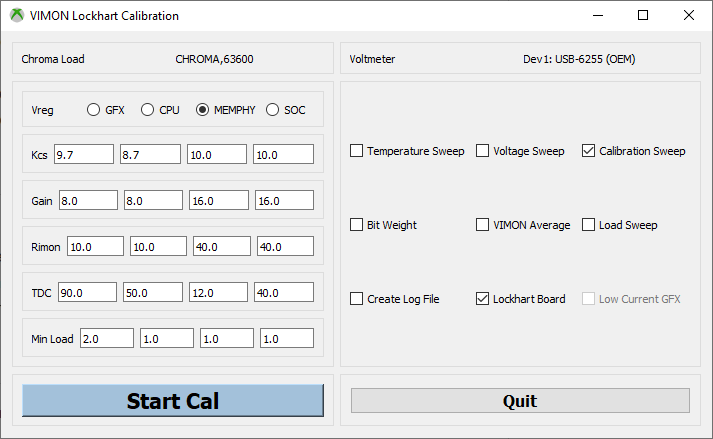 VIMON Lockhart Calibration
Chroma Load CHROMA,63600
Voltmeter Dev1: USB-6255 (OEM)
Vreg GFX CPU MEMPHY SOC
Kcs 9.7 8.7 10.0 10.0
Temperature Sweep Voltage Sweep Calibration Sweep
Gain 8.0 8.0 16.0 16.0
Bit Weight VIMON Average Load Sweep
Rimon 10.0 10.0 40.0 40.0
TDC 90.0 50.0 12.0 40.0
Create Log File Lockhart Board Low Current GFX
Min Load 2.0 1.0 1.0 1.0
Start Cal
Quit